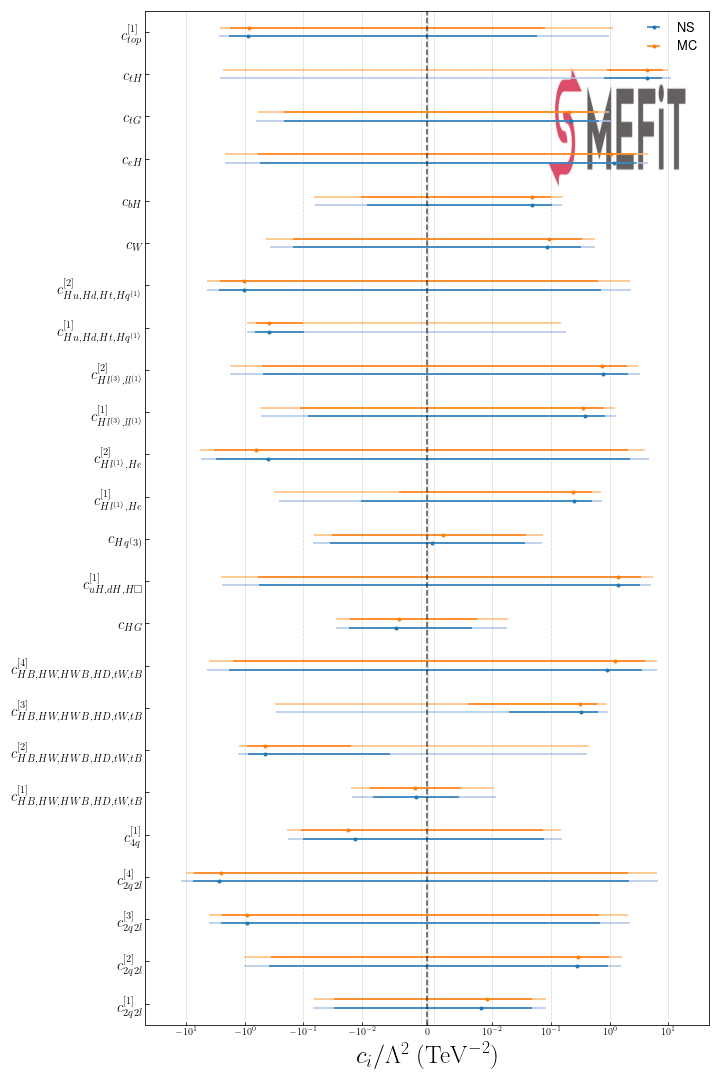 NS
MC
SMEFiT
c_{top}^{[1]}
c_{tH}
c_{tG}
c_{eH}
c_{bH}
c_W
c_{Hu,Hd,Ht,Hq^{(1)}}^{[2]}
c_{Hu,Hd,Ht,Hq^{(1)}}^{[1]}
c_{Hl^{(3)},ll^{(1)}}^{[2]}
c_{Hl^{(3)},ll^{(1)}}^{[1]}
c_{Hl^{(1)},He}^{[2]}
c_{Hl^{(1)},He}^{[1]}
c_{Hq^(3)}
c_{uH,dH,H□}^{[1]}
c_{HG}
c_{HB,HW,HWB,HD,tW,tB}^{[4]}
c_{HB,HW,HWB,HD,tW,tB}^{[3]}
c_{HB,HW,HWB,HD,tW,tB}^{[2]}
c_{HB,HW,HWB,HD,tW,tB}^{[1]}
c_{4q}^{[1]}
c_{2q2l}^{[4]}
c_{2q2l}^{[3]}
c_{2q2l}^{[2]}
c_{2q2l}^{[1]}
−10^1 −10^0 −10^{−1} −10^{−2} 0 10^{−2} 10^{−1} 10^0 10^1
c_i/Λ^2 (TeV^{−2})